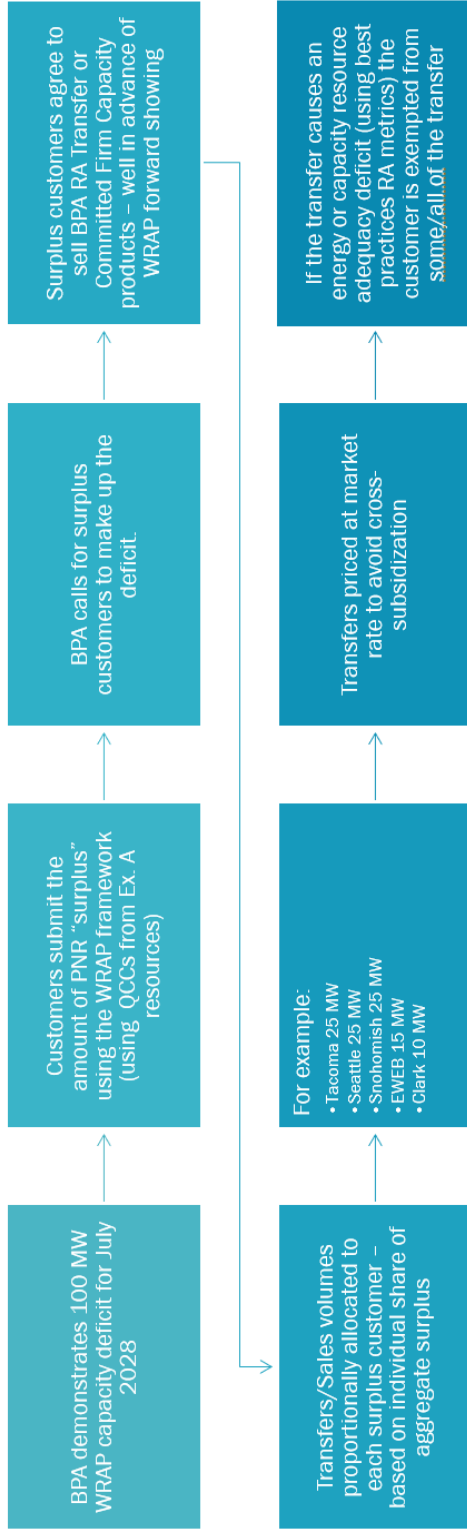 BPA demonstrates 100 MW
WRAP capacity deficit for July
2028
Customers submit the
amount of PNR “surplus”
using the WRAP framework
(using QCCs from Ex. A
resources)
BPA calls for surplus
customers to make up the
deficit.
Surplus customers agree to
sell BPA RA Transfer or
Committed Firm Capacity
products – well in advance of
WRAP forward showing
Transfers/Sales volumes
proportionally allocated to
each surplus customer –
based on individual share of
aggregate surplus
For example:
• Tacoma 25 MW
• Seattle 25 MW
• Snohomish 25 MW
• EWEB 15 MW
• Clark 10 MW
Transfers priced at market
rate to avoid cross-
subsidization
If the transfer causes an
energy or capacity resource
adequacy deficit (using best
practices RA metrics) the
customer is exempted from
some/all of the transfer